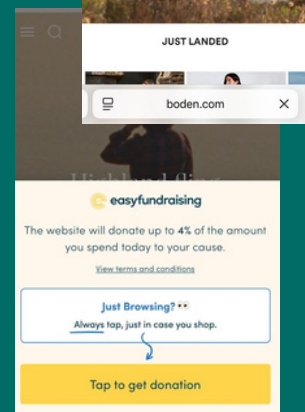 JUST LANDED
boden.com
Highland fling
easyfundraising
The website will donate up to 4% of the amount
you spend today to your cause.
View terms and conditions
Just Browsing? 👀
Always tap, just in case you shop.
Tap to get donation